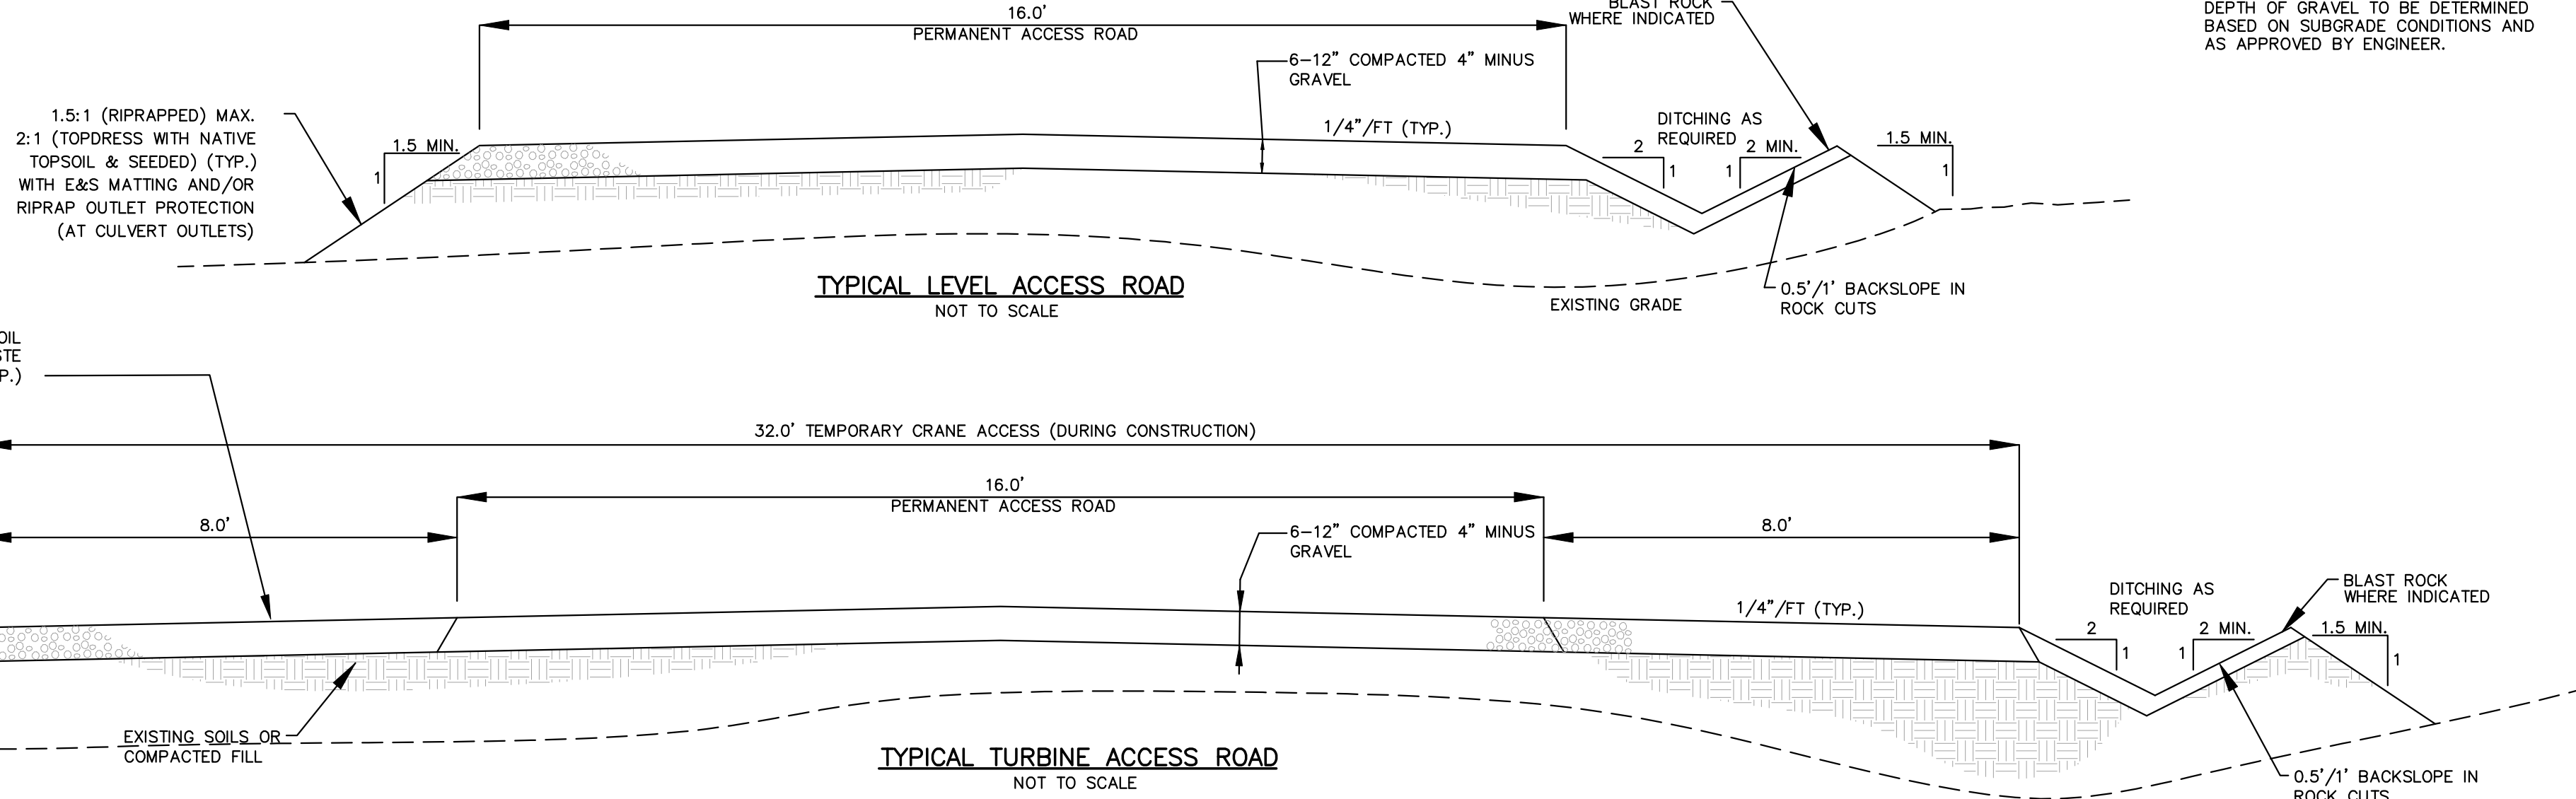 16.0'
PERMANENT ACCESS ROAD
BLAST ROCK
WHERE INDICATED
DEPTH OF GRAVEL TO BE DETERMINED
BASED ON SUBGRADE CONDITIONS AND
AS APPROVED BY ENGINEER.
6-12" COMPACTED 4" MINUS
GRAVEL
1.5:1 (RIPRAPPED) MAX.
2:1 (TOPDRESS WITH NATIVE
TOPSOIL & SEEDED) (TYP.)
WITH E&S MATTING AND/OR
RIPRAP OUTLET PROTECTION
(AT CULVERT OUTLETS)
1.5 MIN.
1
1/4"/FT (TYP.)
DITCHING AS
REQUIRED
2
1
2 MIN.
1
1.5 MIN.
1
TYPICAL LEVEL ACCESS ROAD
NOT TO SCALE
EXISTING GRADE
0.5'/1' BACKSLOPE IN
ROCK CUTS
OIL
STE
P.)
32.0' TEMPORARY CRANE ACCESS (DURING CONSTRUCTION)
16.0'
PERMANENT ACCESS ROAD
8.0'
6-12" COMPACTED 4" MINUS
GRAVEL
8.0'
1/4"/FT (TYP.)
DITCHING AS
REQUIRED
BLAST ROCK
WHERE INDICATED
2
1
2 MIN.
1
1.5 MIN.
1
EXISTING SOILS OR
COMPACTED FILL
TYPICAL TURBINE ACCESS ROAD
NOT TO SCALE
0.5'/1' BACKSLOPE IN
ROCK CUTS